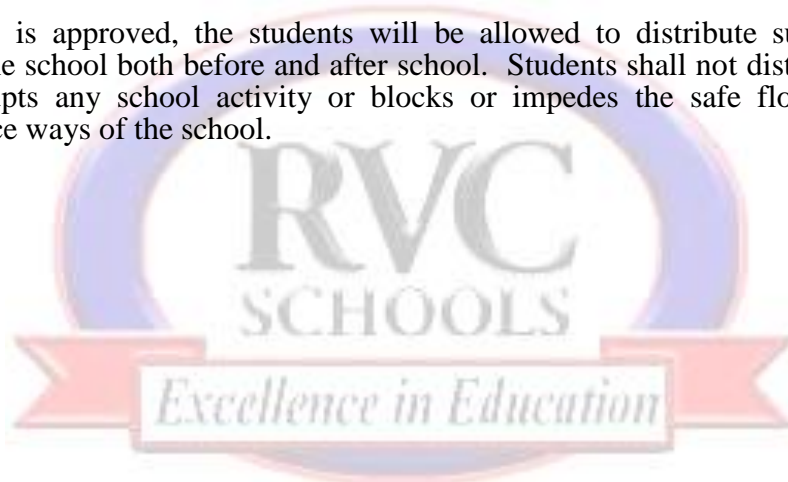 is approved, the students will be allowed to distribute su
e school both before and after school. Students shall not dist
pts any school activity or blocks or impedes the safe flo
ce ways of the school.
RVC
SCHOOLS
Excellence in Education